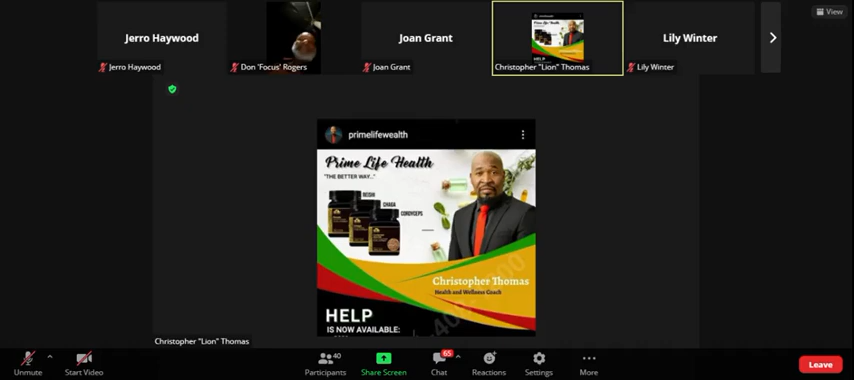 View
Jerro Haywood
Joan Grant
Lily Winter
Jerro Haywood
Don 'Focus' Rogers
Joan Grant
Christopher "Lion" Thomas
Lily Winter
primelifewealth
Prime Life Health
"THE BETTER WAY..."
REISHI
CHAGA
CORDYCEPS
Christopher Thomas
Health and Wellness Coach
HELP
IS NOW AVAILABLE:
Christopher "Lion" Thomas
Unmute
Start Video
40
Participants
Share Screen
65
Chat
Reactions
Settings
More
Leave